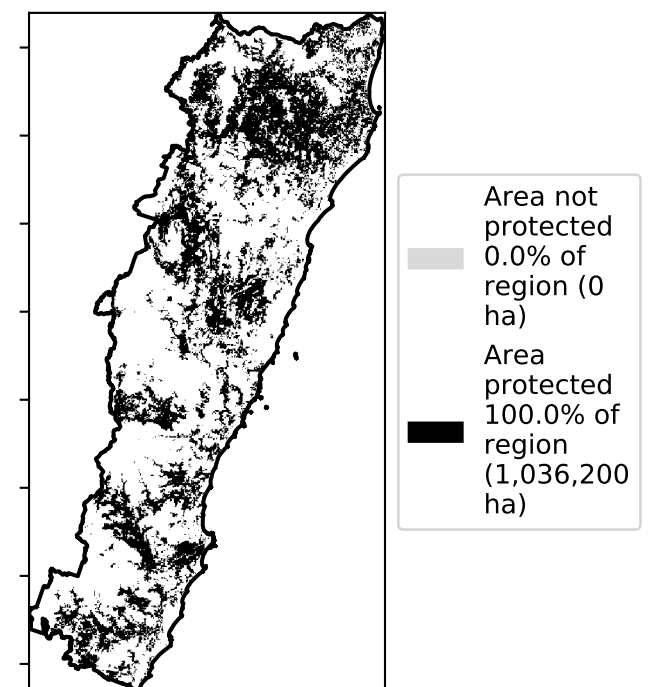 Area not
protected
0.0% of
region (0
ha)
Area
protected
100.0% of
region
(1,036,200
ha)